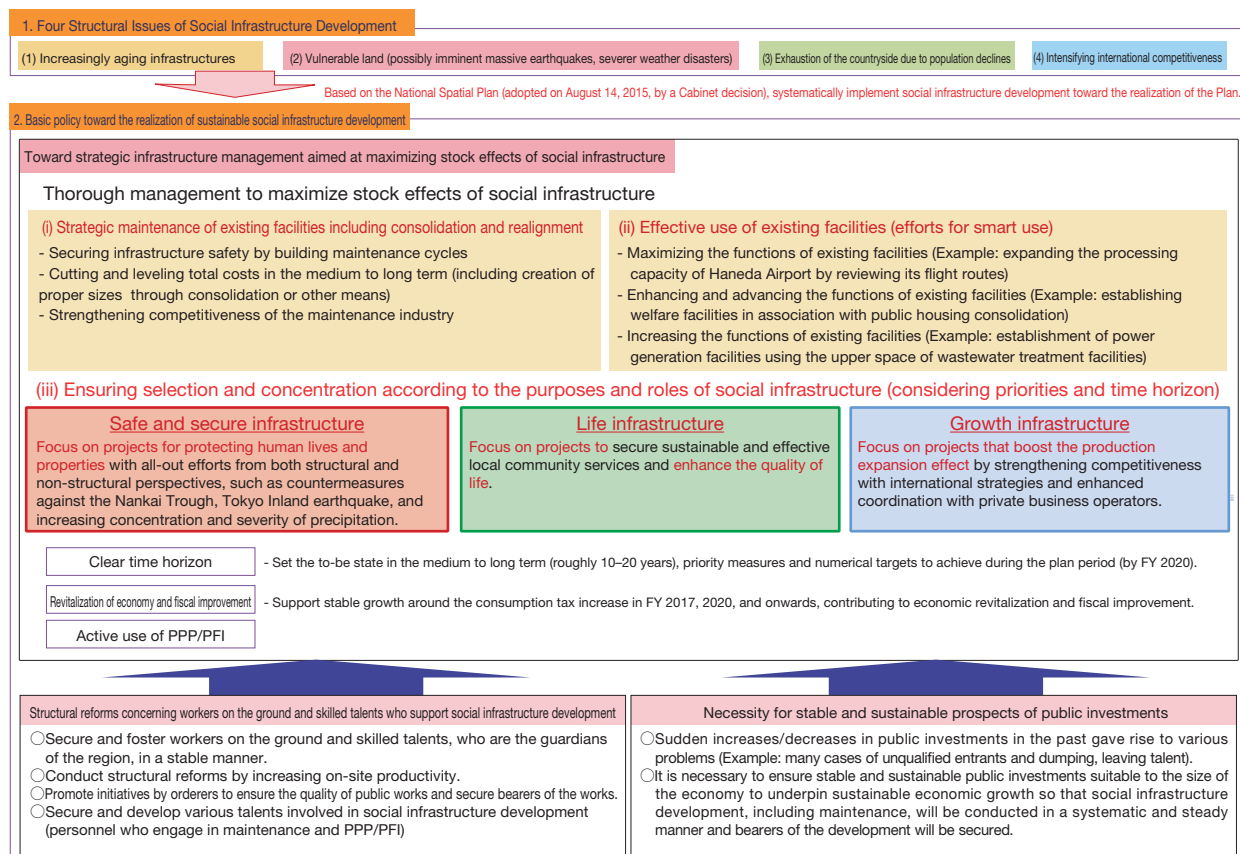 1. Four Structural Issues of Social Infrastructure Development
(1) Increasingly aging infrastructures
(2) Vulnerable land (possibly imminent massive earthquakes, severer weather disasters)
(3) Exhaustion of the countryside due to population declines
(4) Intensifying international competitiveness
Based on the National Spatial Plan (adopted on August 14, 2015, by a Cabinet decision), systematically implement social infrastructure development toward the realization of the Plan.
2. Basic policy toward the realization of sustainable social infrastructure development
Toward strategic infrastructure management aimed at maximizing stock effects of social infrastructure
Thorough management to maximize stock effects of social infrastructure
(i) Strategic maintenance of existing facilities including consolidation and realignment
- Securing infrastructure safety by building maintenance cycles
- Cutting and leveling total costs in the medium to long term (including creation of
proper sizes through consolidation or other means)
- Strengthening competitiveness of the maintenance industry
(ii) Effective use of existing facilities (efforts for smart use)
- Maximizing the functions of existing facilities (Example: expanding the processing
capacity of Haneda Airport by reviewing its flight routes)
- Enhancing and advancing the functions of existing facilities (Example: establishing
welfare facilities in association with public housing consolidation)
- Increasing the functions of existing facilities (Example: establishment of power
generation facilities using the upper space of wastewater treatment facilities)
(iii) Ensuring selection and concentration according to the purposes and roles of social infrastructure (considering priorities and time horizon)
Safe and secure infrastructure
Focus on projects for protecting human lives and
properties with all-out efforts from both structural and
non-structural perspectives, such as countermeasures
against the Nankai Trough, Tokyo Inland earthquake, and
increasing concentration and severity of precipitation.
Life infrastructure
Focus on projects to secure sustainable and effective
local community services and enhance the quality of
life.
Growth infrastructure
Focus on projects that boost the production
expansion effect by strengthening competitiveness
with international strategies and enhanced
coordination with private business operators.
Clear time horizon
- Set the to-be state in the medium to long term (roughly 10–20 years), priority measures and numerical targets to achieve during the plan period (by FY 2020).
Revitalization of economy and fiscal improvement
- Support stable growth around the consumption tax increase in FY 2017, 2020, and onwards, contributing to economic revitalization and fiscal improvement.
Active use of PPP/PFI
Structural reforms concerning workers on the ground and skilled talents who support social infrastructure development
○Secure and foster workers on the ground and skilled talents, who are the guardians
of the region, in a stable manner.
○Conduct structural reforms by increasing on-site productivity.
○Promote initiatives by orderers to ensure the quality of public works and secure bearers of the works.
○Secure and develop various talents involved in social infrastructure development
(personnel who engage in maintenance and PPP/PFI)
Necessity for stable and sustainable prospects of public investments
○Sudden increases/decreases in public investments in the past gave rise to various
problems (Example: many cases of unqualified entrants and dumping, leaving talent).
○It is necessary to ensure stable and sustainable public investments suitable to the size of
the economy to underpin sustainable economic growth so that social infrastructure
development, including maintenance, will be conducted in a systematic and steady
manner and bearers of the development will be secured.